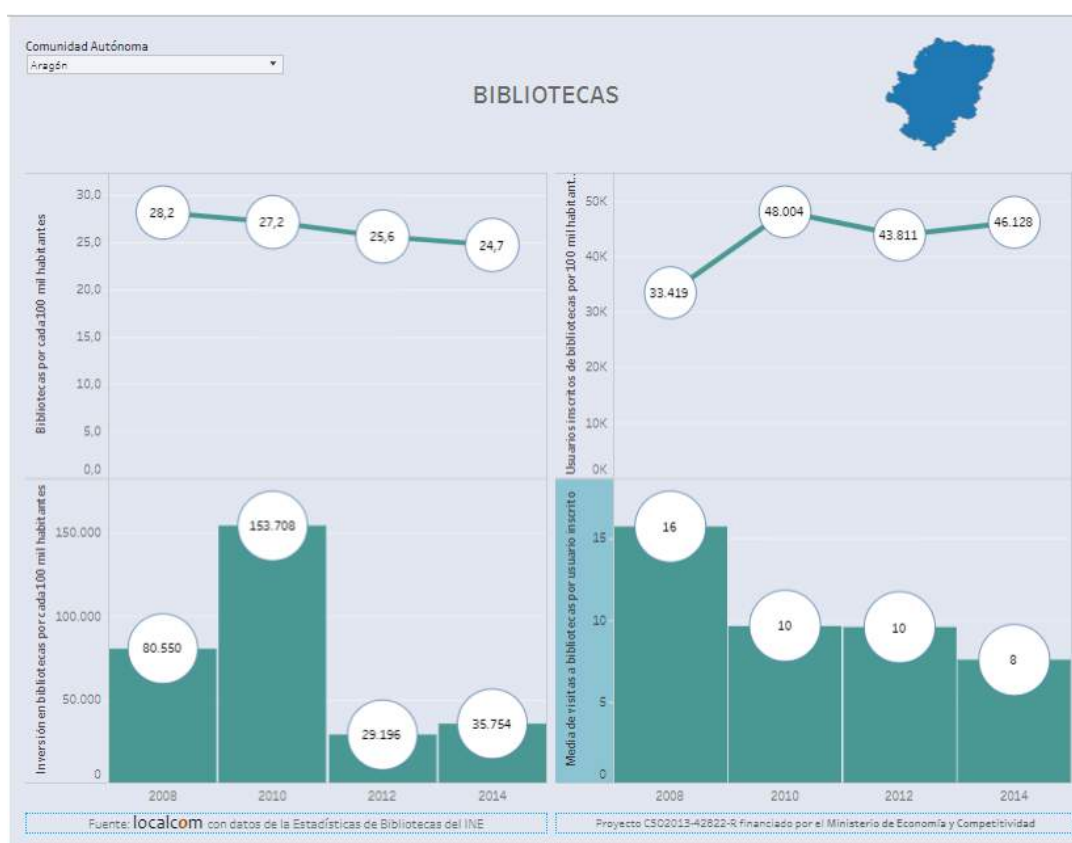 Comunidad Autónoma
Aragón
BIBLIOTECAS
Bibliotecas por cada 100 mil habitantes
30,0
25,0
20,0
15,0
10,0
5,0
0,0
28,2
27,2
25,6
24,7
Usuarios inscritos de bibliotecas por 100 mil habitant..
50K
40K
30K
20K
10K
0K
33.419
48.004
43.811
46.128
Inversión en bibliotecas por cada 100 mil habitantes
150.000
100.000
50.000
0
80.550
153.708
29.196
35.754
2008 2010 2012 2014
Media de visitas a bibliotecas por usuario inscrito
15
10
5
0
16
10
10
8
2008 2010 2012 2014
Fuente: localcom con datos de la Estadísticas de Bibliotecas del INE
Proyecto CSO2013-42822-R financiado por el Ministerio de Economía y Competitividad